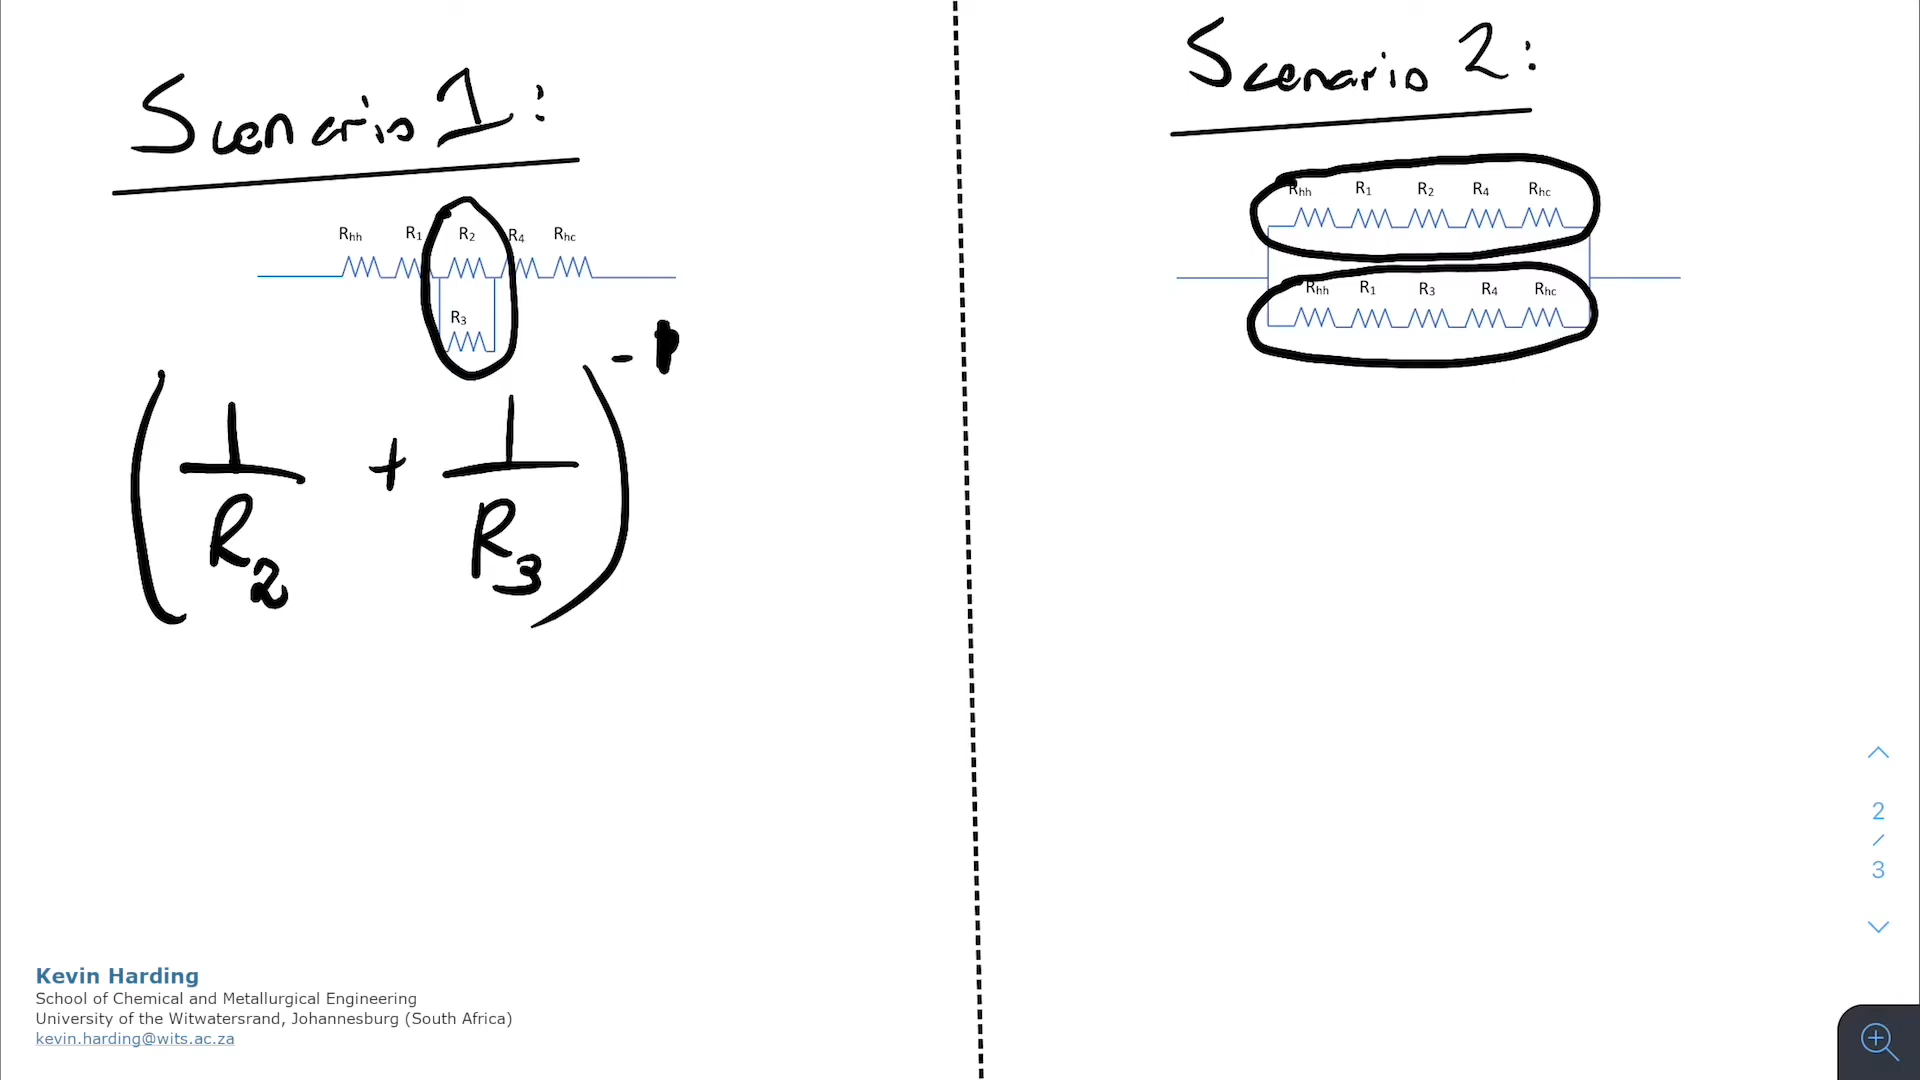 Scenario 1:
Rhh R1 R2 R4 Rhc
R3
(1/R2 + 1/R3)-1
Scenario 2:
Rhh R1 R2 R4 Rhc
Rhh R1 R3 R4 Rhc
2
/
3
Kevin Harding
School of Chemical and Metallurgical Engineering
University of the Witwatersrand, Johannesburg (South Africa)
kevin.harding@wits.ac.za